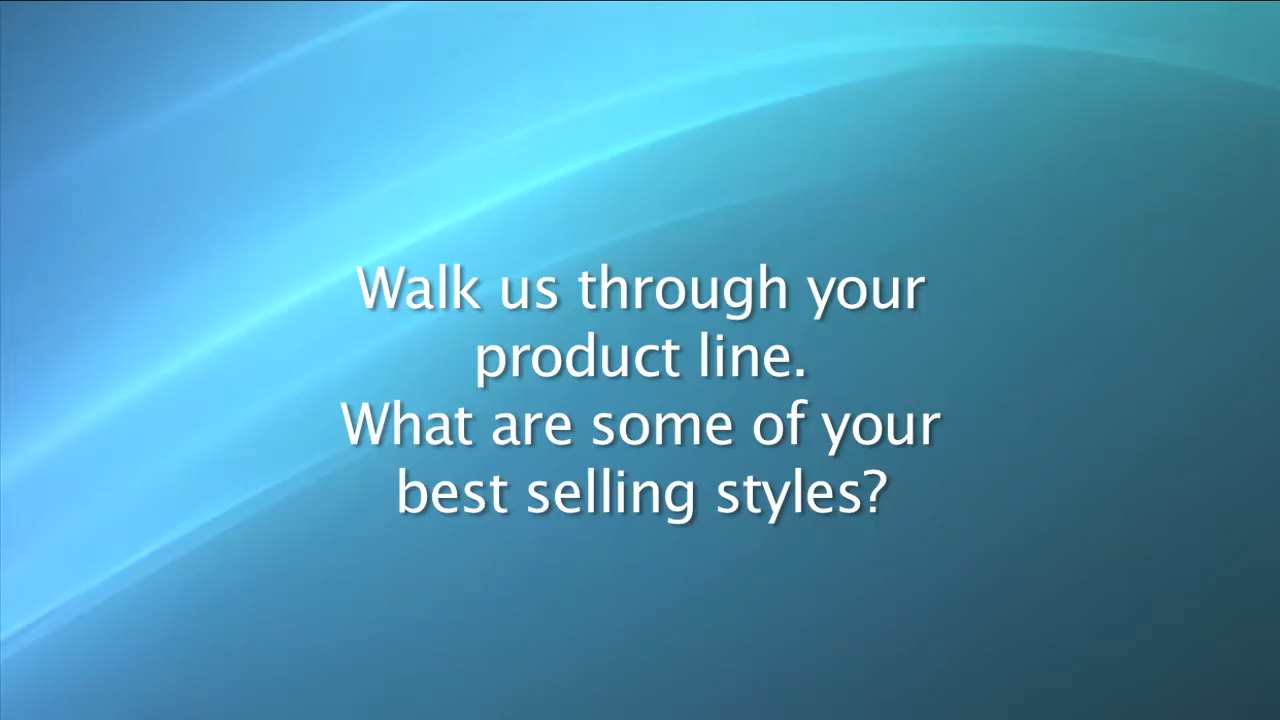 Walk us through your
product line.
What are some of your
best selling styles?